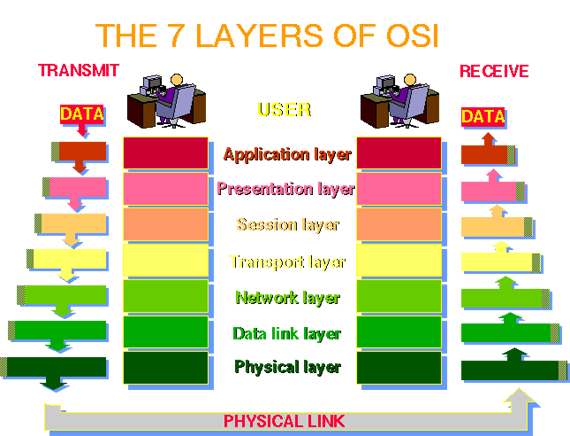 THE 7 LAYERS OF OSI
TRANSMIT
RECEIVE
DATA
USER
DATA
Application layer
Presentation layer
Session layer
Transport layer
Network layer
Data link layer
Physical layer
PHYSICAL LINK